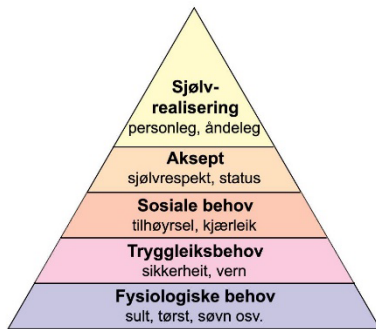 Sjølv-
realisering
personleg, åndeleg
Aksept
sjølvrespekt, status
Sosiale behov
tilhøyrsel, kjærleik
Tryggleiksbehov
sikkerheit, vern
Fysiologiske behov
sult, tørst, søvn osv.